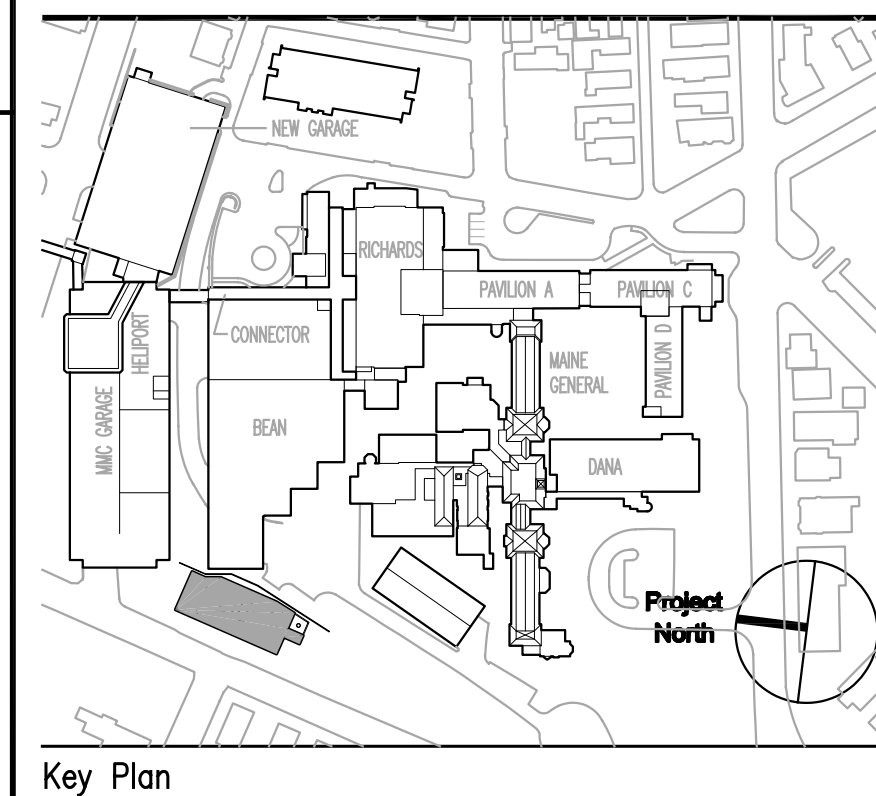 NEW GARAGE
RICHARDS
PAVILION A
PAVILION C
HELIPORT
CONNECTOR
MAINE
GENERAL
PAVILION D
MMC GARAGE
BEAN
DANA
Project
North
Key Plan